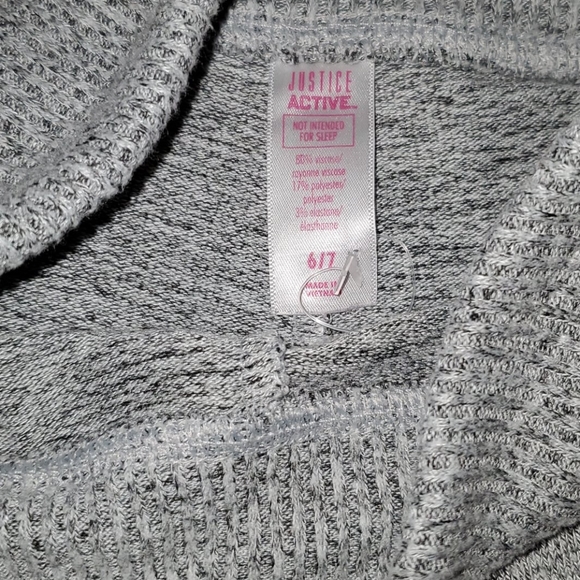 JUSTICE
ACTIVE™
NOT INTENDED
FOR SLEEP
80% viscose/
rayonne viscose
17% polyester/
polyester
3% elastane/
élasthanne
6/7
MADE IN
VIETNAM